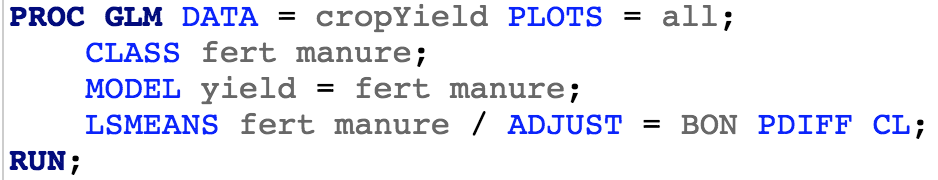 PROC GLM DATA = cropYield PLOTS = all;
CLASS fert manure;
MODEL yield = fert manure;
LSMEANS fert manure / ADJUST = BON PDIFF CL;
RUN;